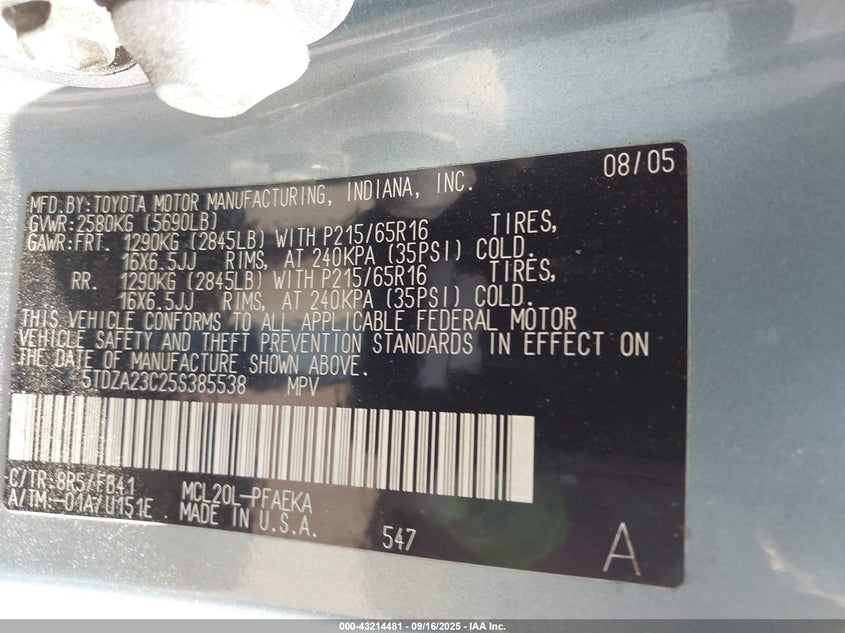 08/05
MFD.BY:TOYOTA MOTOR MANUFACTURING, INDIANA, INC.
GVWR:2580KG (5690LB)
GAWR:FRT. 1290KG (2845LB) WITH P215/65R16 TIRES,
16X6.5JJ RIMS, AT 240KPA (35PSI) COLD.
RR. 1290KG (2845LB) WITH P215/65R16 TIRES,
16X6.5JJ RIMS, AT 240KPA (35PSI) COLD.
THIS VEHICLE CONFORMS TO ALL APPLICABLE FEDERAL MOTOR
VEHICLE SAFETY AND THEFT PREVENTION STANDARDS IN EFFECT ON
THE DATE OF MANUFACTURE SHOWN ABOVE.
5TDZA23C25S385538 MPV
C/TR:8R5/FB41 MCL20L-PFAEKA
A/TM:-01A/U151E MADE IN U.S.A.
547
A
000-43214481 - 09/16/2025 - IAA Inc.